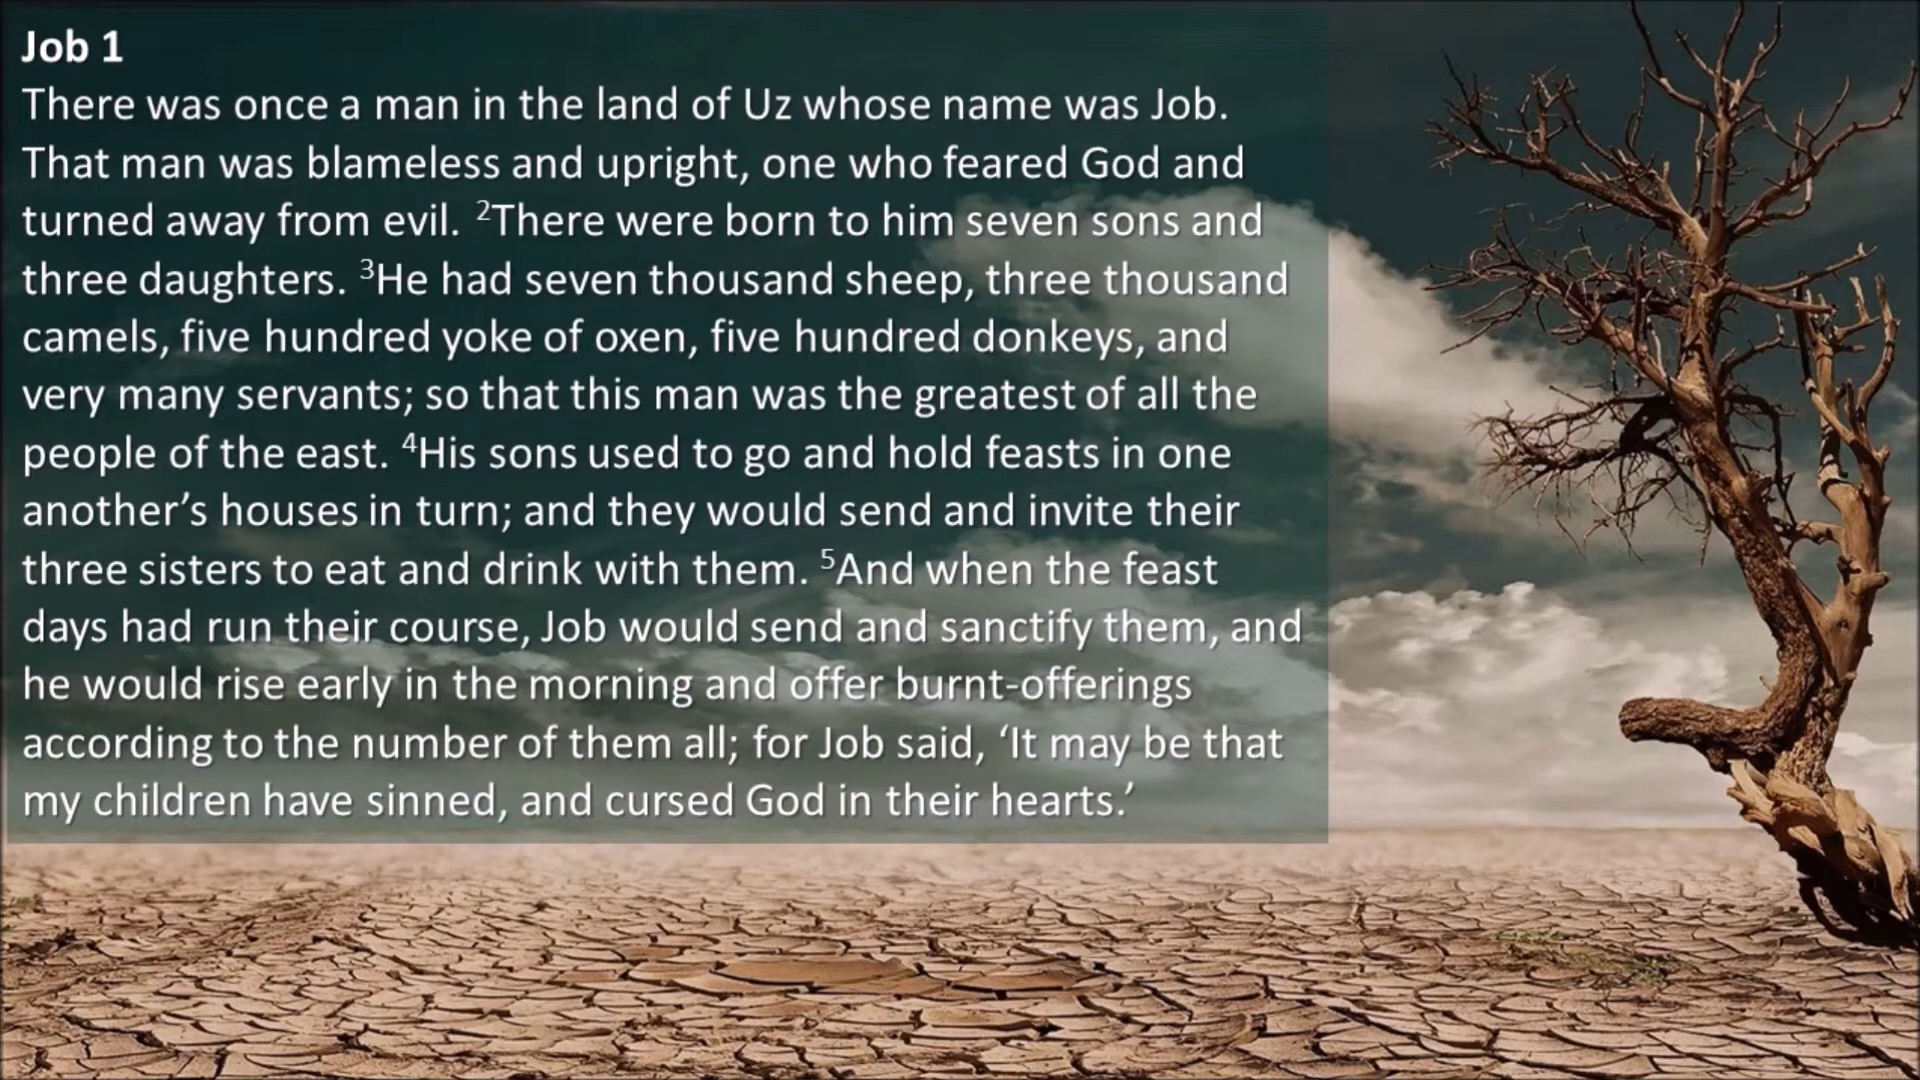 Job 1
There was once a man in the land of Uz whose name was Job.
That man was blameless and upright, one who feared God and
turned away from evil. ²There were born to him seven sons and
three daughters. ³He had seven thousand sheep, three thousand
camels, five hundred yoke of oxen, five hundred donkeys, and
very many servants; so that this man was the greatest of all the
people of the east. ⁴His sons used to go and hold feasts in one
another’s houses in turn; and they would send and invite their
three sisters to eat and drink with them. ⁵And when the feast
days had run their course, Job would send and sanctify them, and
he would rise early in the morning and offer burnt-offerings
according to the number of them all; for Job said, ‘It may be that
my children have sinned, and cursed God in their hearts.’